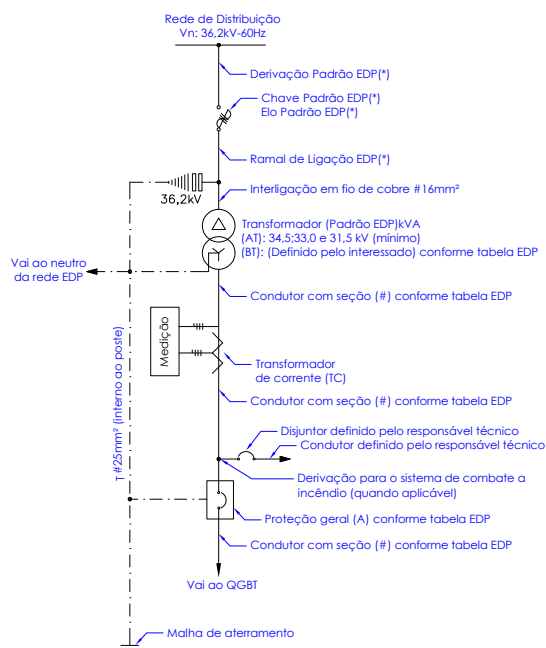 Rede de Distribuição
Vn: 36,2kV-60Hz
Derivação Padrão EDP(*)
Chave Padrão EDP(*)
Elo Padrão EDP(*)
Ramal de Ligação EDP(*)
36,2kV
Interligação em fio de cobre #16mm²
Transformador (Padrão EDP)kVA
(AT): 34,5;33,0 e 31,5 kV (mínimo)
(BT): (Definido pelo interessado) conforme tabela EDP
Vai ao neutro
da rede EDP
Condutor com seção (#) conforme tabela EDP
Medição
Transformador
de corrente (TC)
T #25mm² (interno ao poste)
Condutor com seção (#) conforme tabela EDP
Disjuntor definido pelo responsável técnico
Condutor definido pelo responsável técnico
Derivação para o sistema de combate a
incêndio (quando aplicável)
Proteção geral (A) conforme tabela EDP
Condutor com seção (#) conforme tabela EDP
Vai ao QGBT
Malha de aterramento